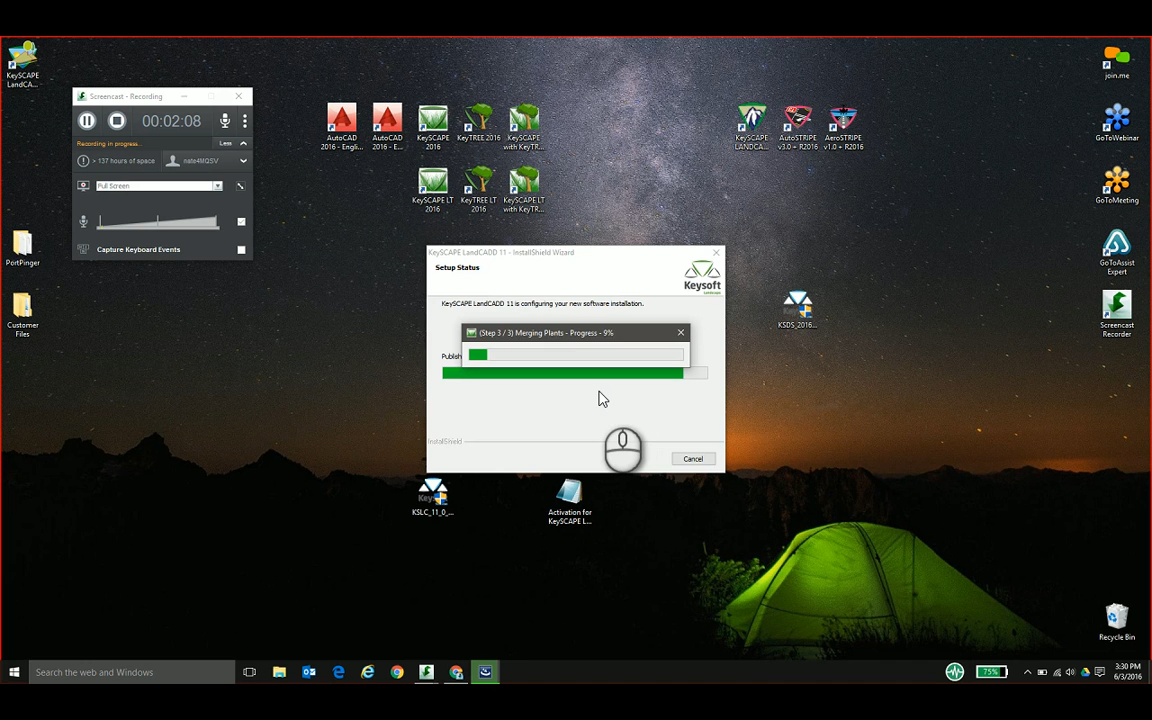 KeySCAPE
LandCA...
Screencast - Recording
00:02:08
Recording in progress...
Less
> 137 hours of space
nate4MQSV
Full Screen
Capture Keyboard Events
PortPinger
Customer
Files
AutoCAD
2016 - Engli...
AutoCAD
2016 - E...
KeySCAPE
2016
KeyTREE 2016
KeySCAPE
with KeyTR...
KeySCAPE LT
2016
KeyTREE LT
2016
KeySCAPE LT
with KeyTR...
KeySCAPE
LANDCA...
AutoSTRIPE
v3.0 + R2016
AeroSTRIPE
v1.0 + R2016
join.me
GoToWebinar
GoToMeeting
GoToAssist
Expert
Screencast
Recorder
KSDS_2016...
KeySCAPE LandCADD 11 - InstallShield Wizard
Setup Status
Keysoft
Landscape
KeySCAPE LandCADD 11 is configuring your new software installation.
(Step 3 / 3) Merging Plants - Progress - 9%
Publish
InstallShield
Cancel
KSLC_11_0_...
Activation for
KeySCAPE L...
Recycle Bin
Search the web and Windows
75%
3:30 PM
6/3/2016